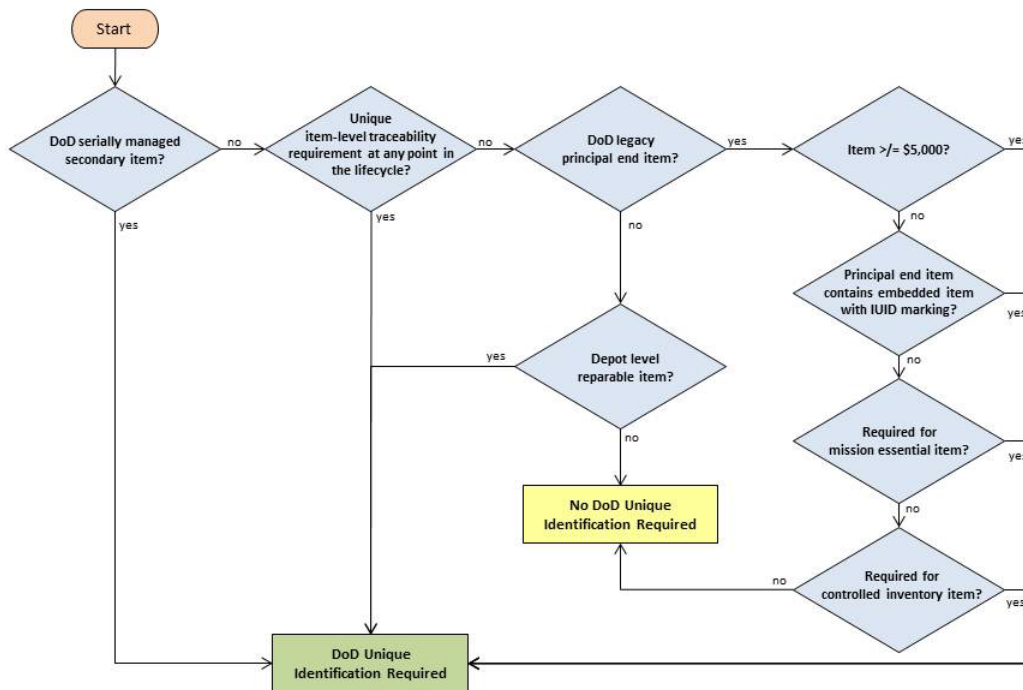 Start
DoD serially managed
secondary item?
no
yes
Unique
item-level traceability
requirement at any point in
the lifecycle?
no
yes
DoD legacy
principal end item?
yes
no
Item >/= $5,000?
yes
no
Principal end item
contains embedded item
with IUID marking?
yes
no
Depot level
reparable item?
yes
no
Required for
mission essential item?
yes
no
No DoD Unique
Identification Required
Required for
controlled inventory item?
no
yes
DoD Unique
Identification Required